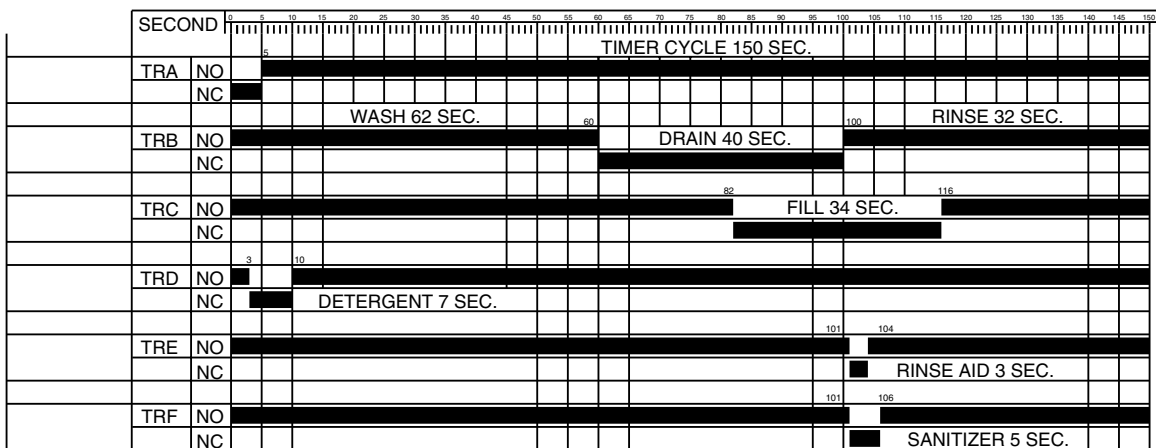 SECOND 0 5 10 15 20 25 30 35 40 45 50 55 60 65 70 75 80 85 90 95 100 105 110 115 120 125 130 135 140 145 150
TIMER CYCLE 150 SEC.
5
TRA NO
NC
WASH 62 SEC. RINSE 32 SEC.
60 100
TRB NO DRAIN 40 SEC.
NC
82 116
TRC NO FILL 34 SEC.
NC
3 10
TRD NO
NC DETERGENT 7 SEC.
101 104
TRE NO
NC RINSE AID 3 SEC.
101 106
TRF NO
NC SANITIZER 5 SEC.